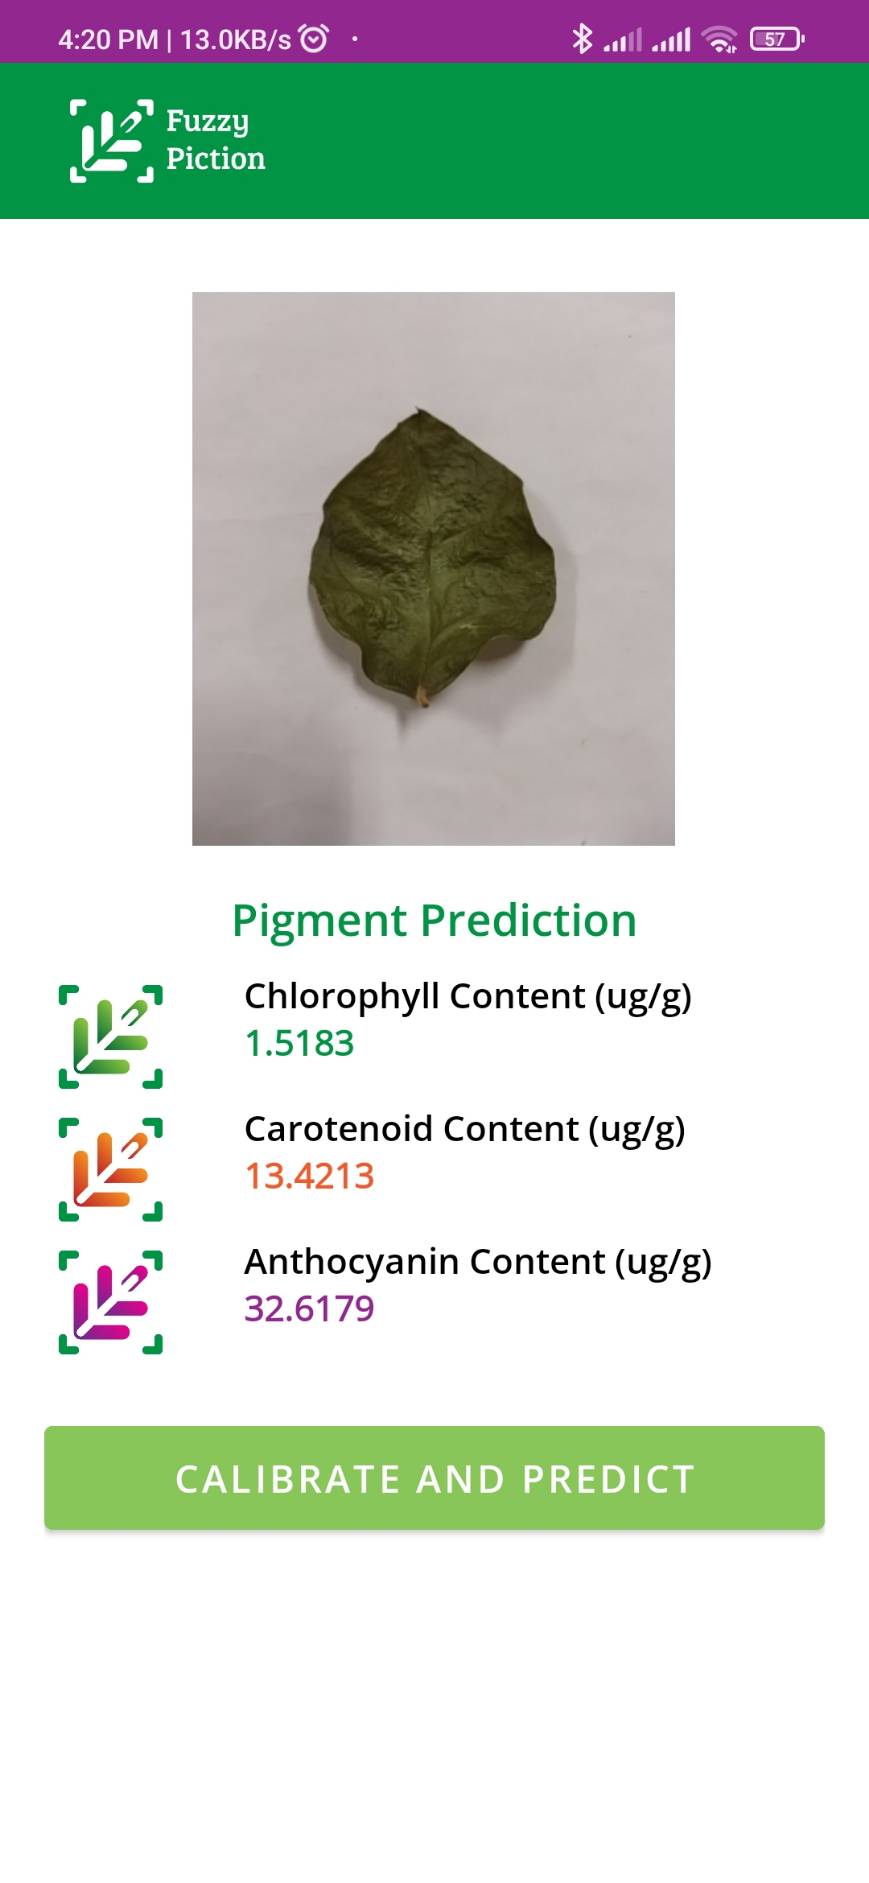 4:20 PM | 13.0KB/s
57
Fuzzy
Piction
Pigment Prediction
Chlorophyll Content (ug/g)
1.5183
Carotenoid Content (ug/g)
13.4213
Anthocyanin Content (ug/g)
32.6179
CALIBRATE AND PREDICT